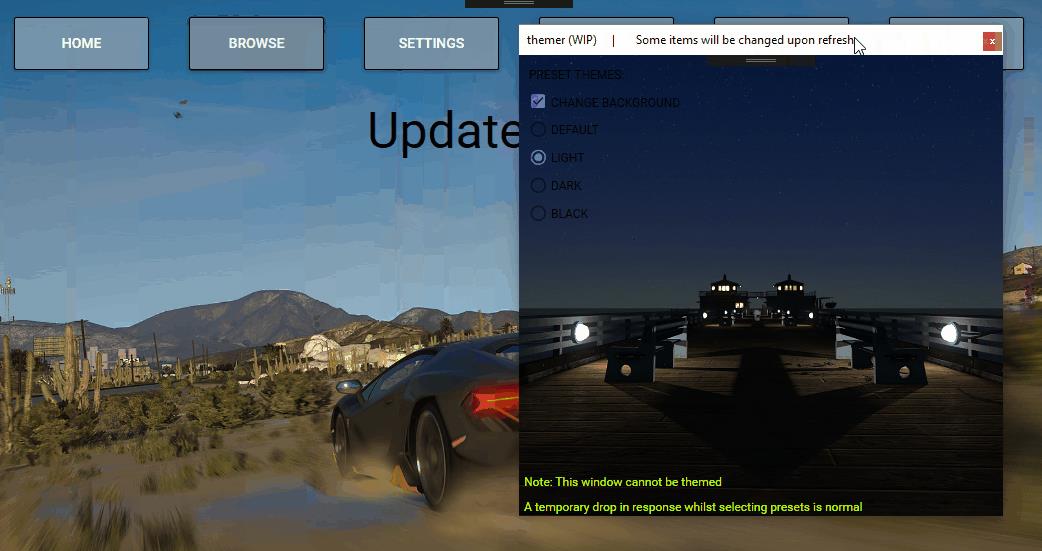 HOME
BROWSE
SETTINGS
Update
themer (WIP) | Some items will be changed upon refresh
x
PRESET THEMES:
CHANGE BACKGROUND
DEFAULT
LIGHT
DARK
BLACK
Note: This window cannot be themed
A temporary drop in response whilst selecting presets is normal